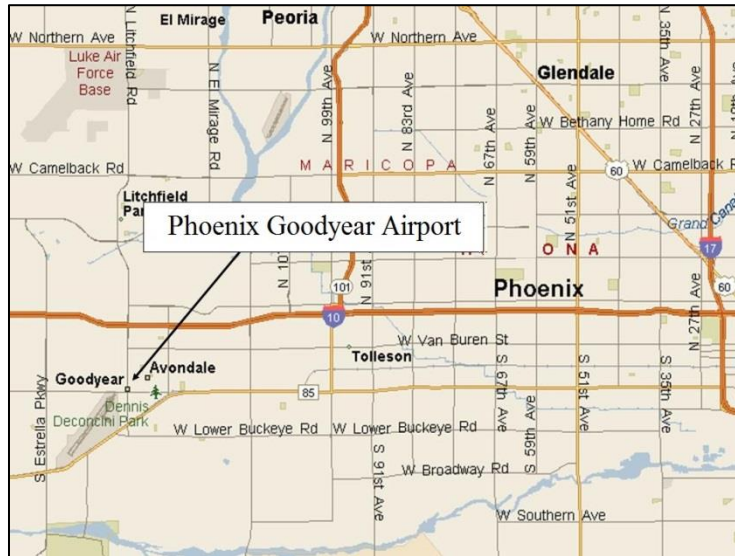 El Mirage
Peoria
W Northern Ave
W Northern Ave
Luke Air
Force
Base
N Litchfield Rd
N El Mirage Rd
N 99th Ave
N 83rd Ave
Glendale
N 35th Ave
N 27th Ave
W Bethany Home Rd
N 67th Ave
N 59th Ave
W Camelback Rd
MARICOPA
60
W Camelback Rd
Litchfield
N 51st Ave
Grand Canal
Phoenix Goodyear Airport
ONA
17
N 91st
101
Phoenix
60
10
N 27th Ave
W Van Buren St
Tolleson
Avondale
Goodyear
85
Dennis
Deconcini Park
S Estrella Pkwy
S 67th Ave
S 51st Ave
S 35th Ave
W Lower Buckeye Rd
W Lower Buckeye Rd
S 59th Ave
S 91st Ave
W Broadway Rd
W Southern Ave